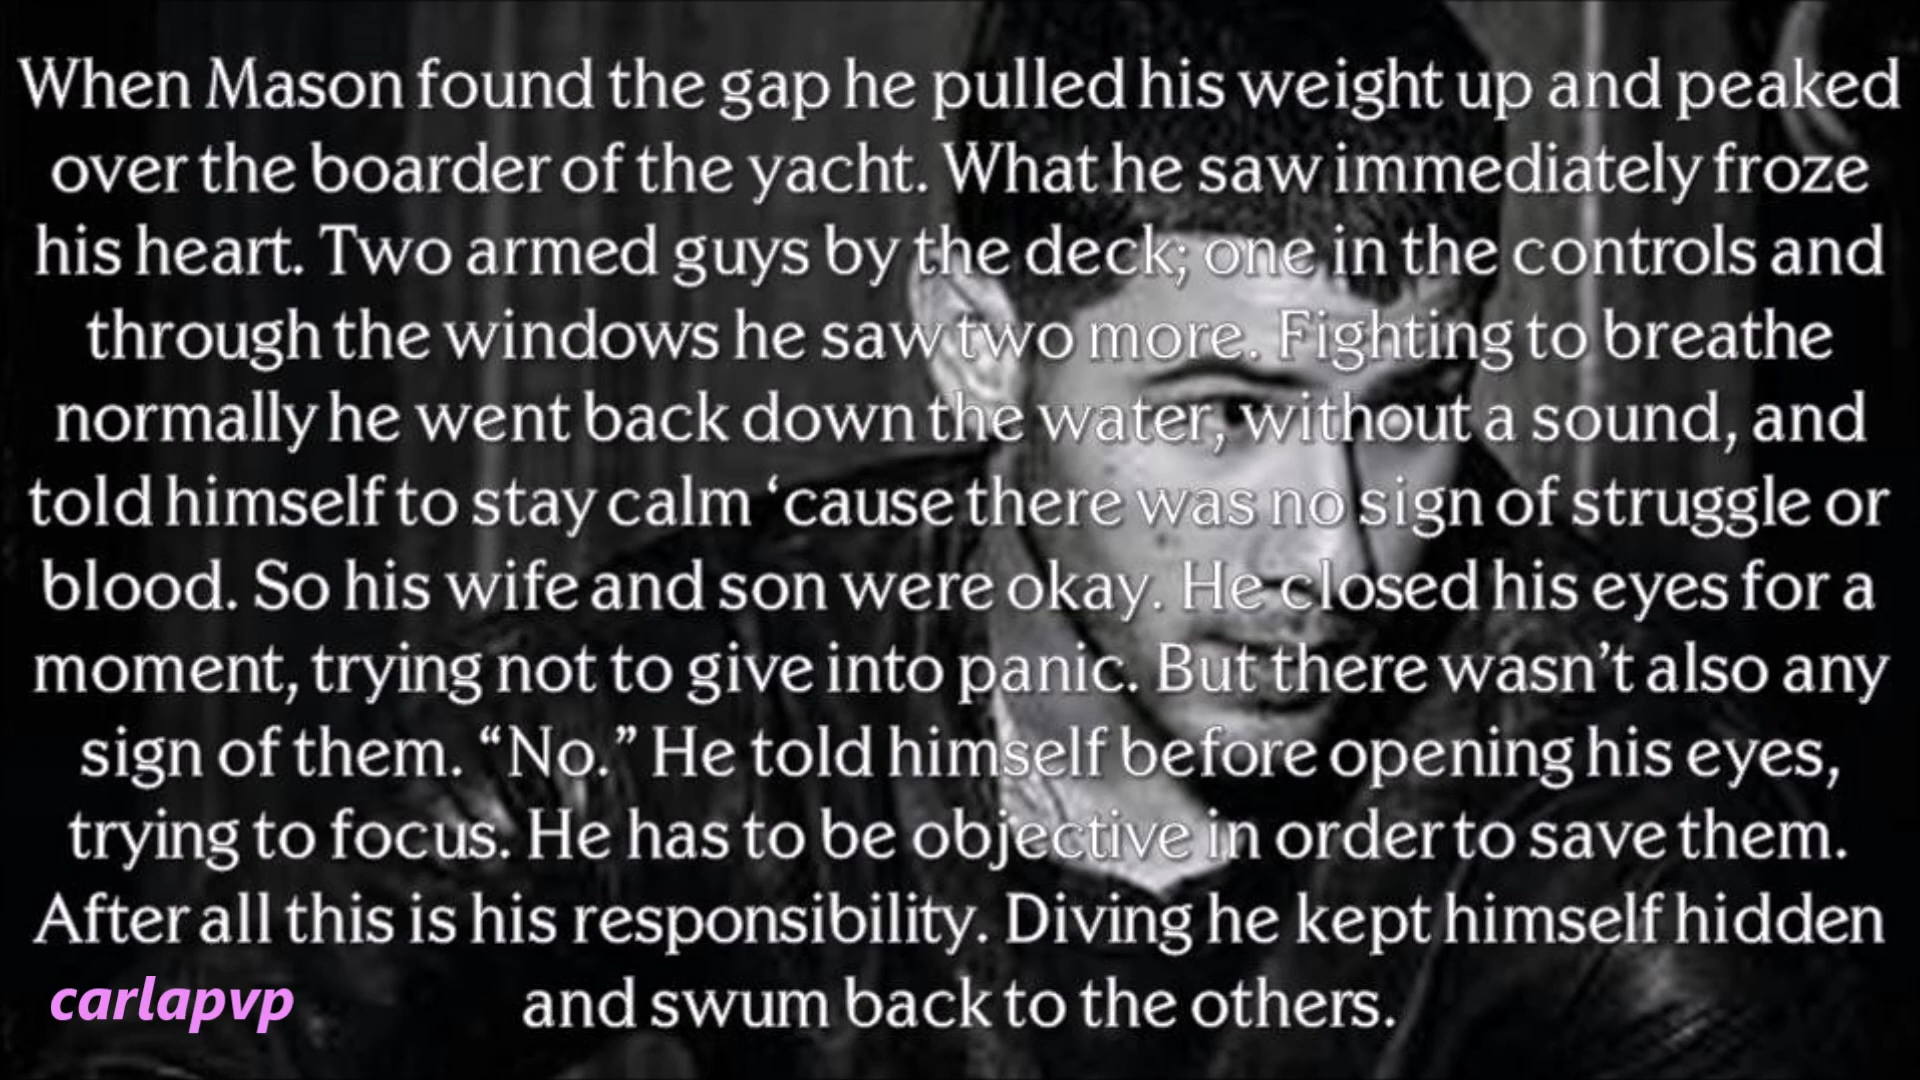 When Mason found the gap he pulled his weight up and peaked
over the boarder of the yacht. What he saw immediately froze
his heart. Two armed guys by the deck; one in the controls and
through the windows he saw two more. Fighting to breathe
normally he went back down the water, without a sound, and
told himself to stay calm ‘cause there was no sign of struggle or
blood. So his wife and son were okay. He closed his eyes for a
moment, trying not to give into panic. But there wasn’t also any
sign of them. “No.” He told himself before opening his eyes,
trying to focus. He has to be objective in order to save them.
After all this is his responsibility. Diving he kept himself hidden
and swum back to the others.
carlapvp